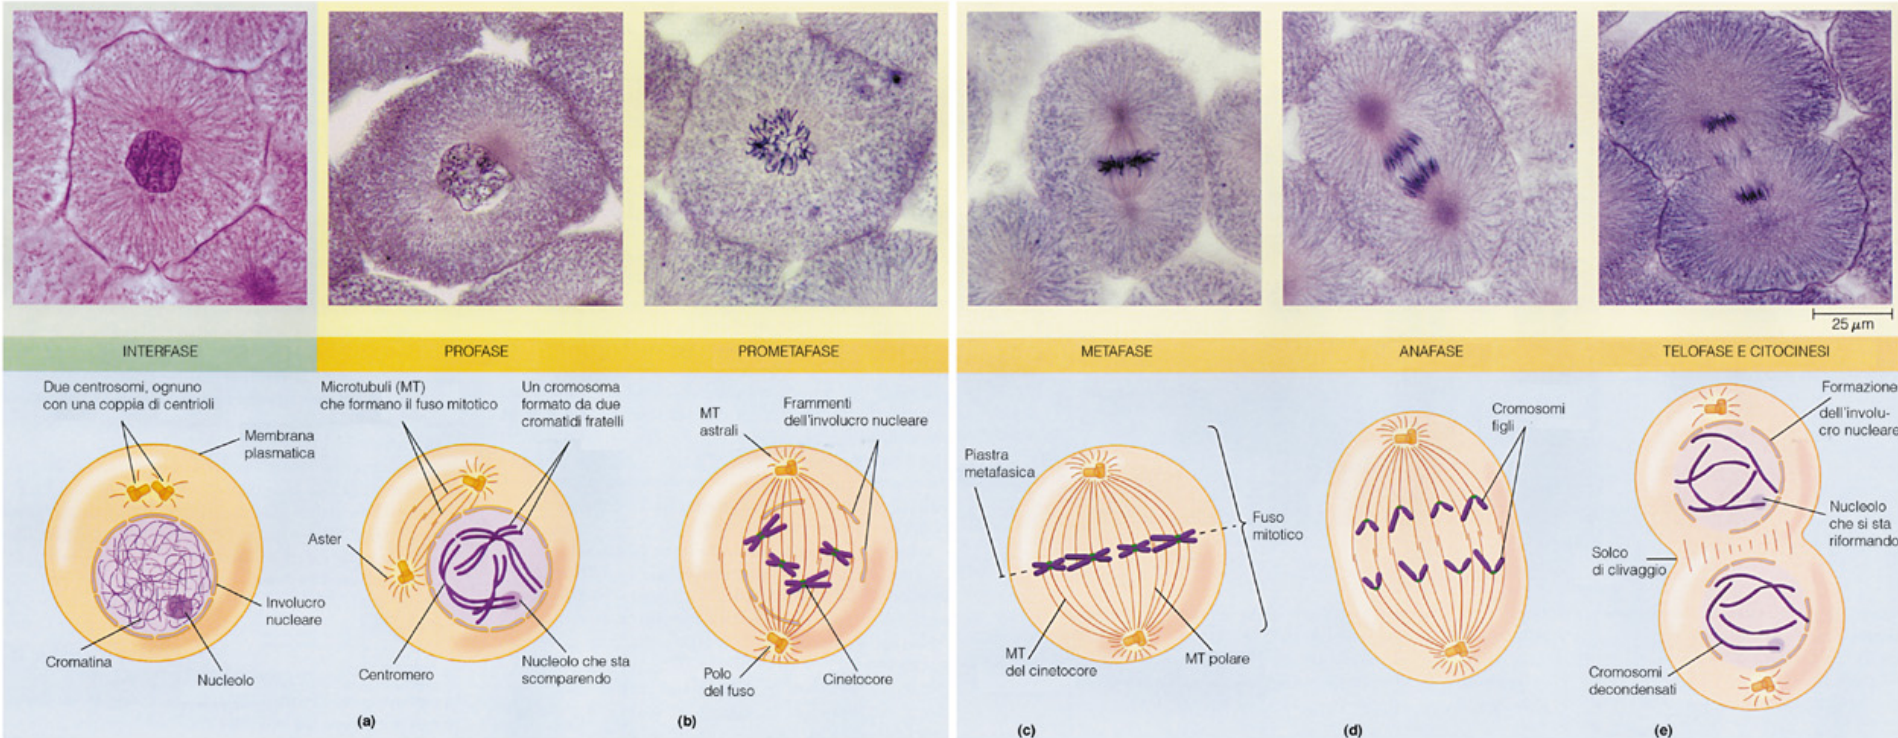 25 μm
INTERFASE
PROFASE
PROMETAFASE
METAFASE
ANAFASE
TELOFASE E CITOCINESI
Due centrosomi, ognuno
con una coppia di centrioli
Membrana
plasmatica
Involucro
nucleare
Cromatina
Nucleolo
Microtubuli (MT)
che formano il fuso mitotico
Un cromosoma
formato da due
cromatidi fratelli
Aster
Centromero
Nucleolo che sta
scomparendo
(a)
MT
astrali
Frammenti
dell'involucro nucleare
Polo
del fuso
Cinetocore
(b)
Piastra
metafasica
Fuso
mitotico
MT
del cinetocore
MT polare
(c)
Cromosomi
figli
(d)
Formazione
dell'involu-
cro nucleare
Nucleolo
che si sta
riformando
Solco
di clivaggio
Cromosomi
decondensati
(e)